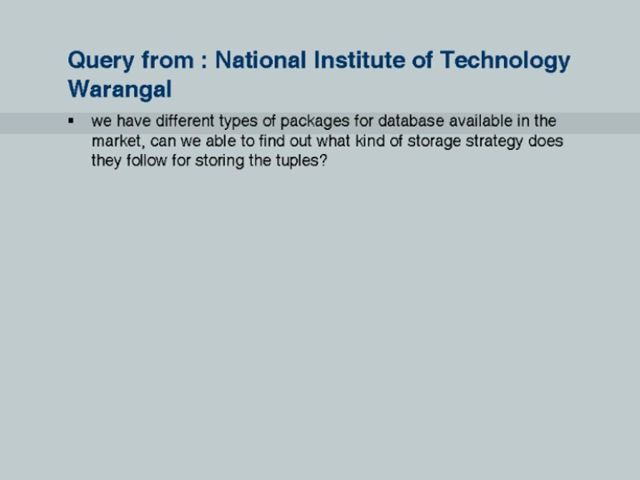 Query from : National Institute of Technology
Warangal
▪ we have different types of packages for database available in the
market, can we able to find out what kind of storage strategy does
they follow for storing the tuples?